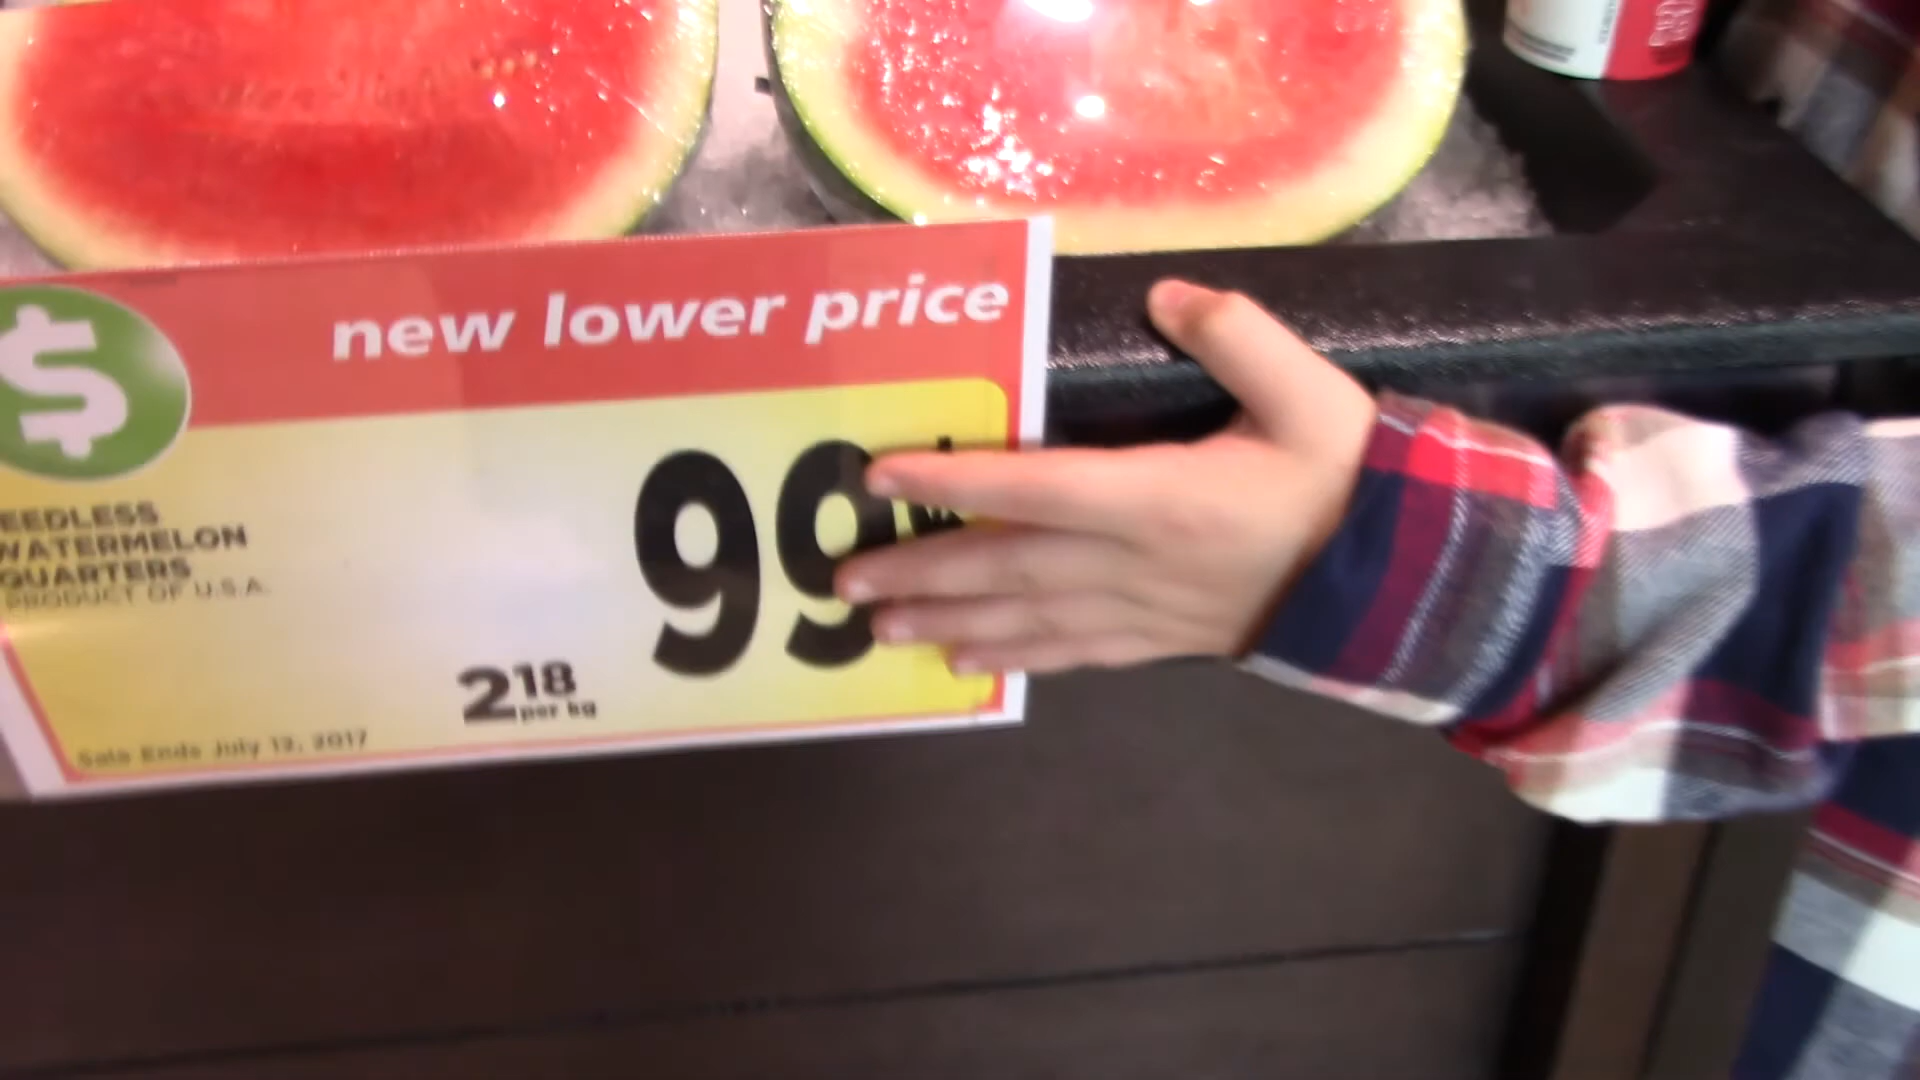 new lower price
$
EEDLESS
WATERMELON
QUARTERS
PRODUCT OF U.S.A.
99
218
per kg
Sale Ends July 12, 2017